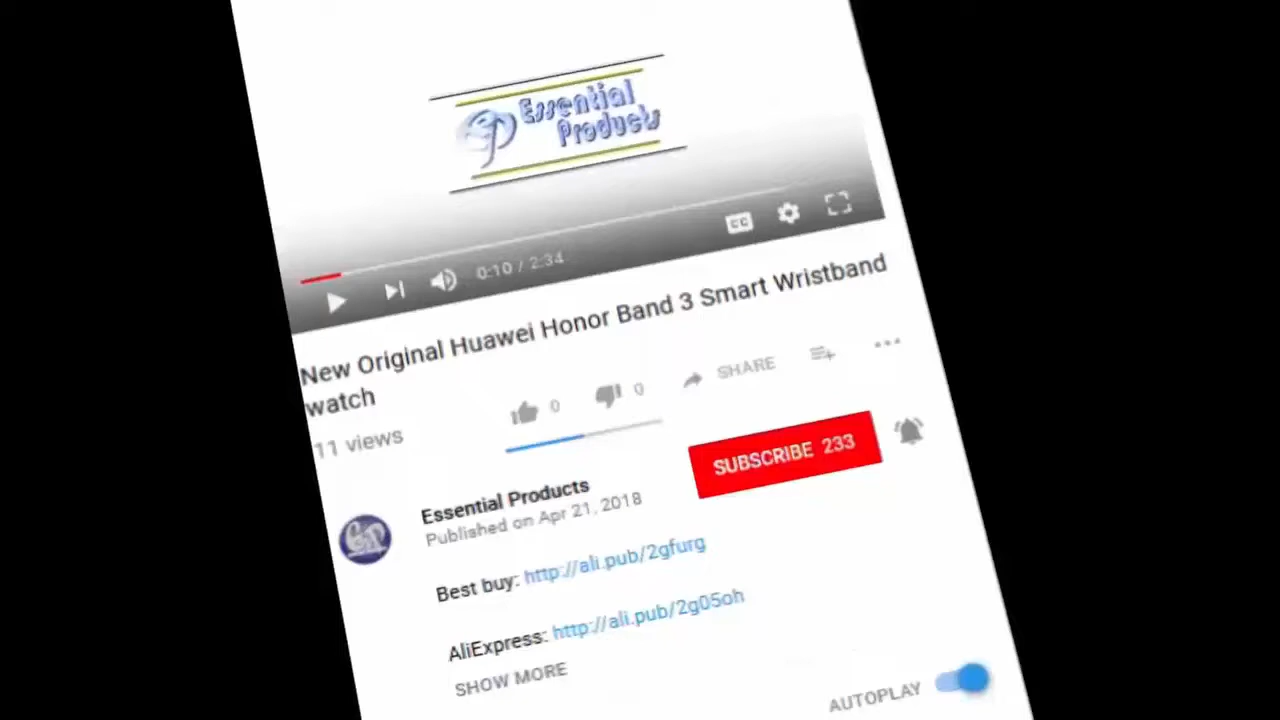 Essential
Products
CC
0:10 / 2:34
New Original Huawei Honor Band 3 Smart Wristband
watch
11 views
0
0
SHARE
SUBSCRIBE 233
Essential Products
Published on Apr 21, 2018
Best buy: http://ali.pub/2gfurg
AliExpress: http://ali.pub/2g05oh
SHOW MORE
AUTOPLAY